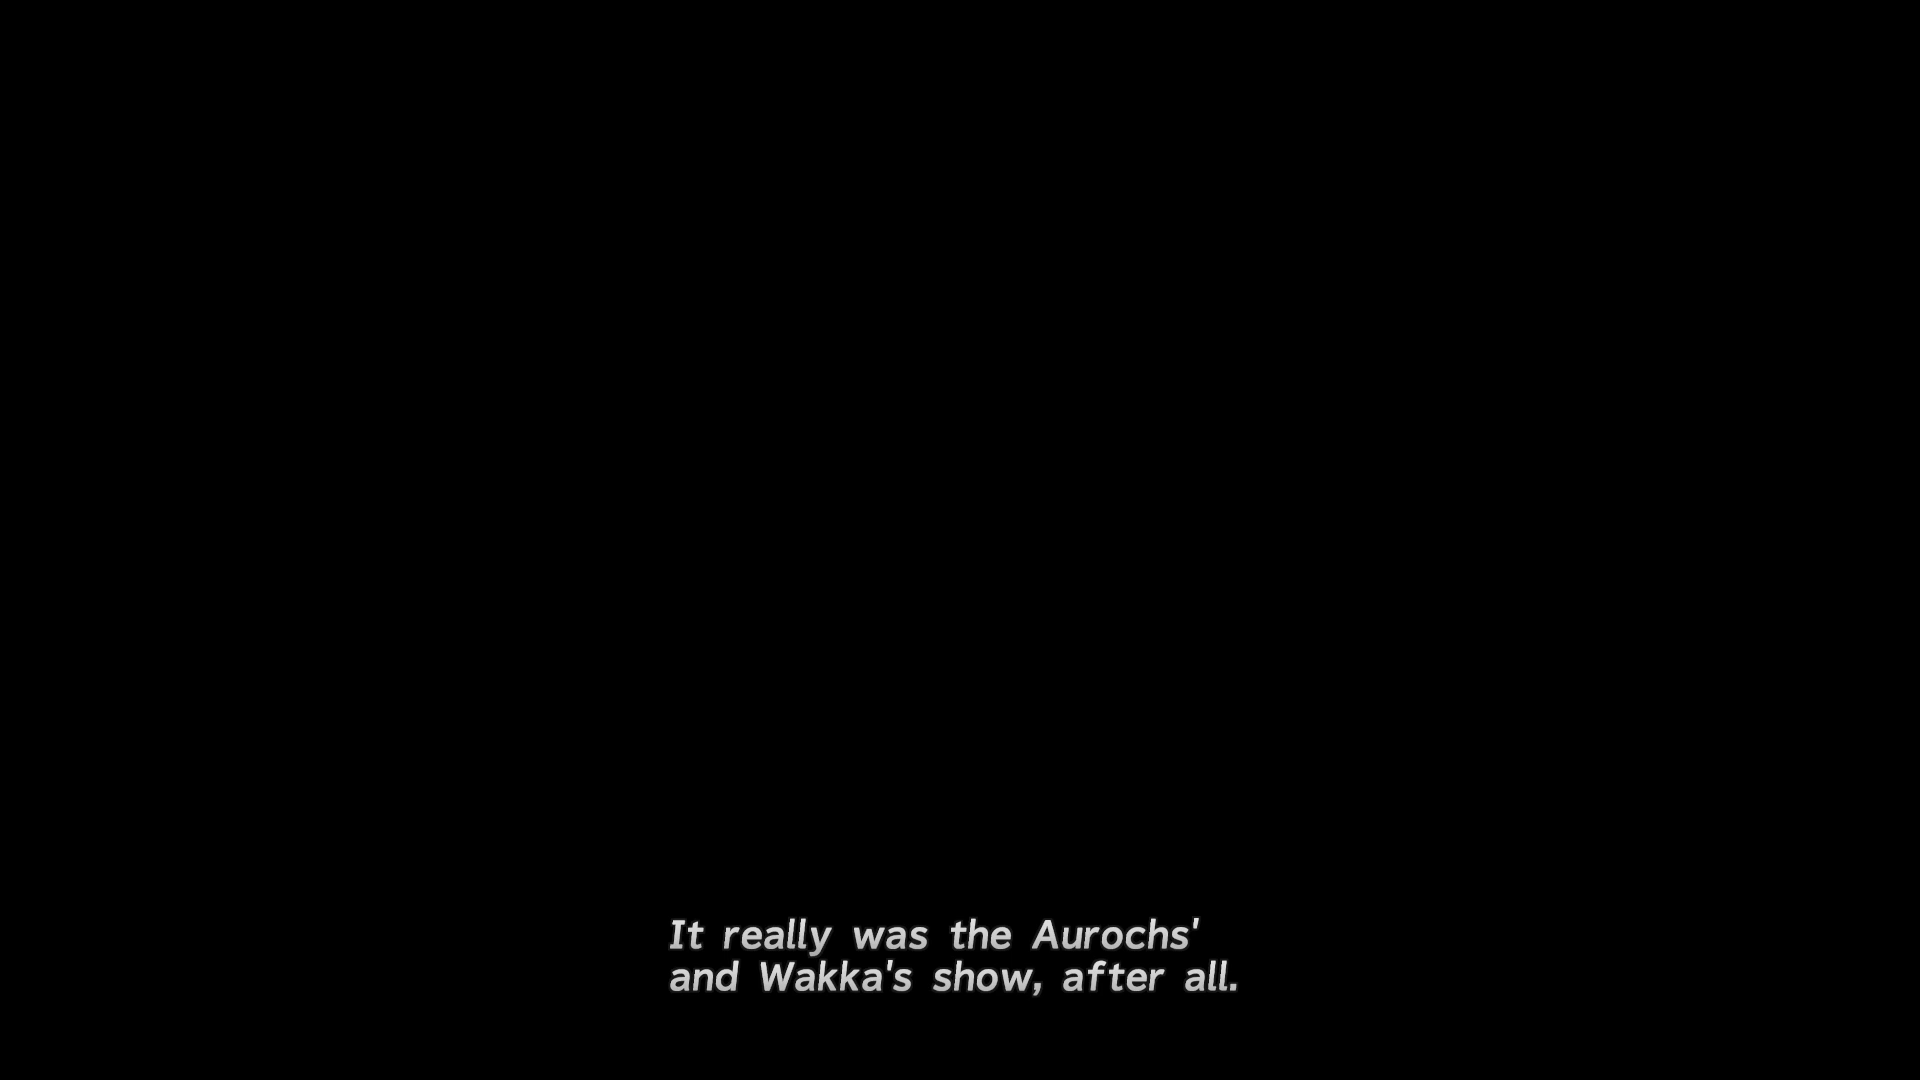 It really was the Aurochs'
and Wakka's show, after all.